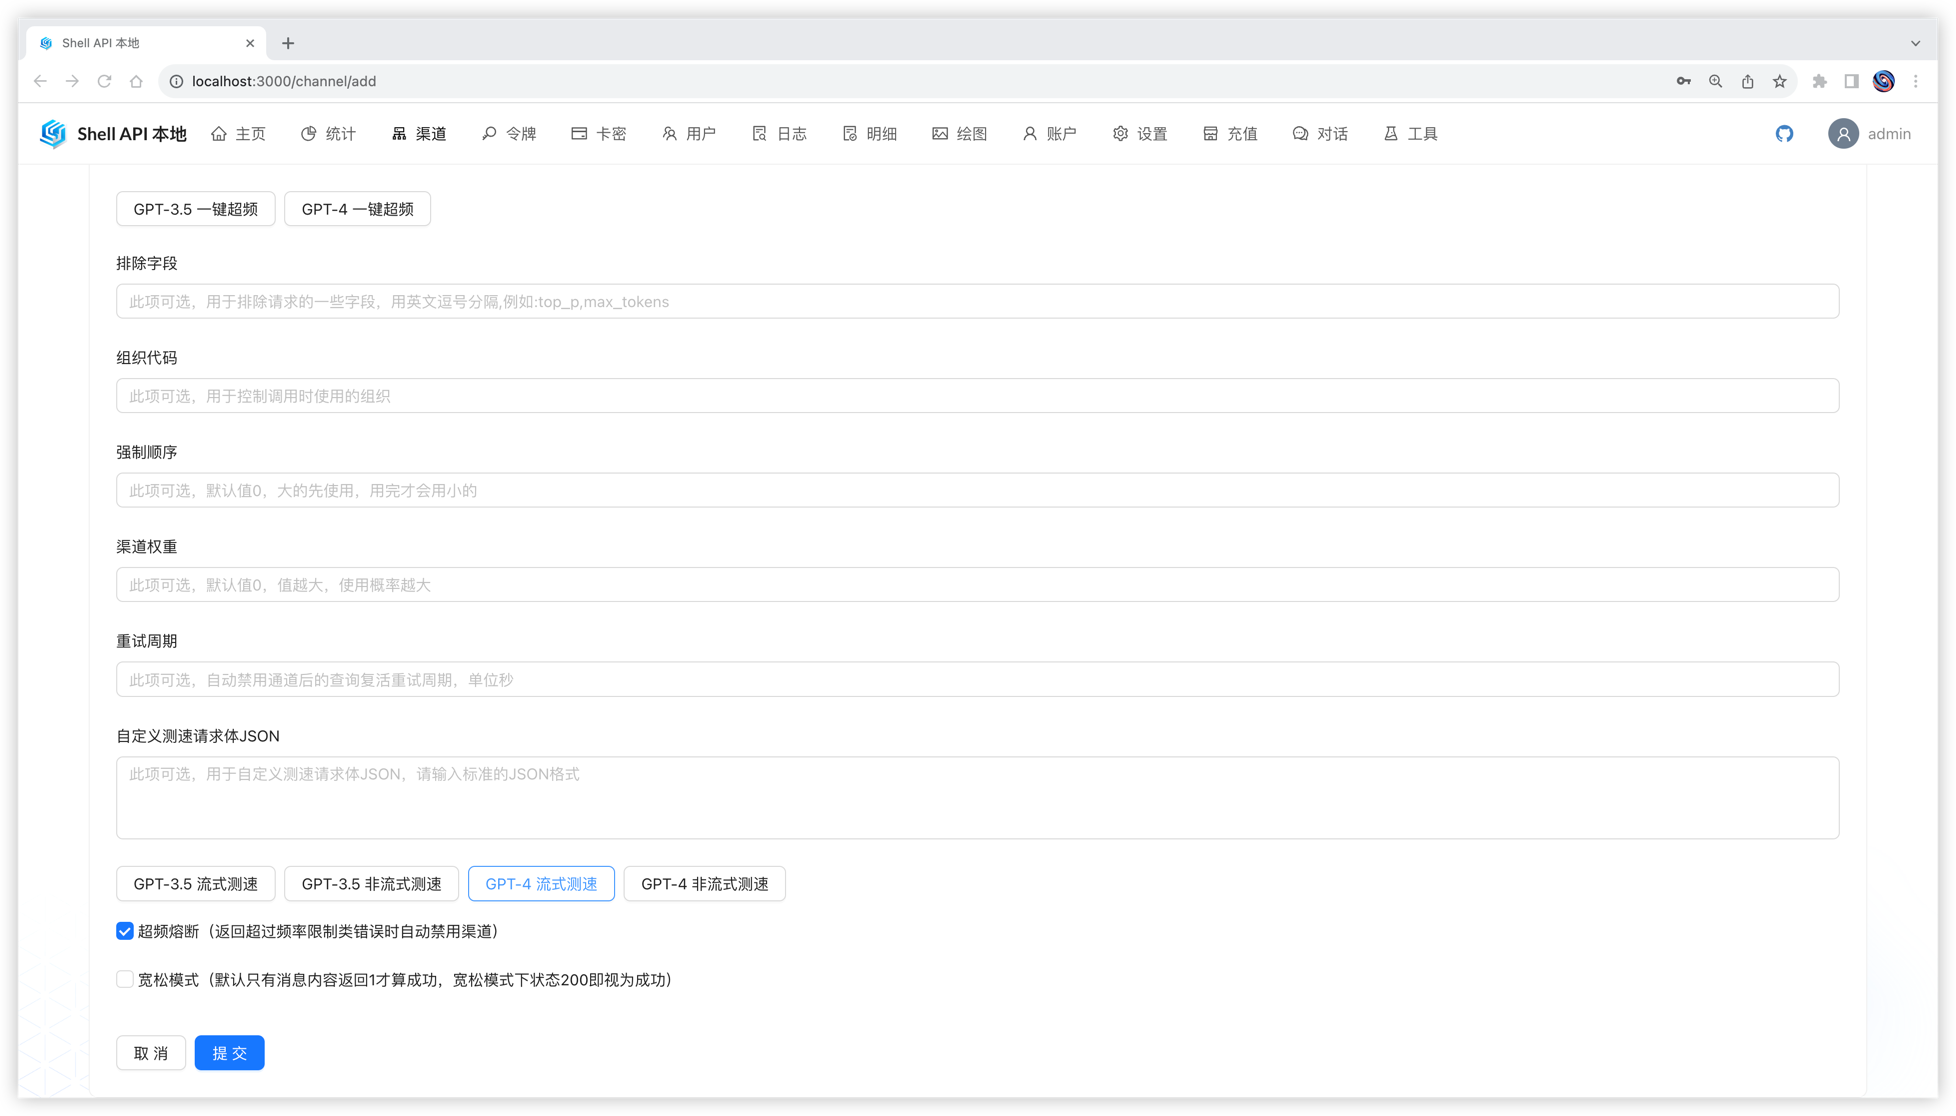 Shell API 本地
localhost:3000/channel/add
Shell API 本地 主页 统计 渠道 令牌 卡密 用户 日志 明细 绘图 账户 设置 充值 对话 工具 admin
GPT-3.5 一键超频 GPT-4 一键超频
排除字段
此项可选，用于排除请求的一些字段，用英文逗号分隔,例如:top_p,max_tokens
组织代码
此项可选，用于控制调用时使用的组织
强制顺序
此项可选，默认值0，大的先使用，用完才会用小的
渠道权重
此项可选，默认值0，值越大，使用概率越大
重试周期
此项可选，自动禁用通道后的查询复活重试周期，单位秒
自定义测速请求体JSON
此项可选，用于自定义测速请求体JSON，请输入标准的JSON格式
GPT-3.5 流式测速 GPT-3.5 非流式测速 GPT-4 流式测速 GPT-4 非流式测速
超频熔断（返回超过频率限制类错误时自动禁用渠道）
宽松模式（默认只有消息内容返回1才算成功，宽松模式下状态200即视为成功）
取 消 提 交